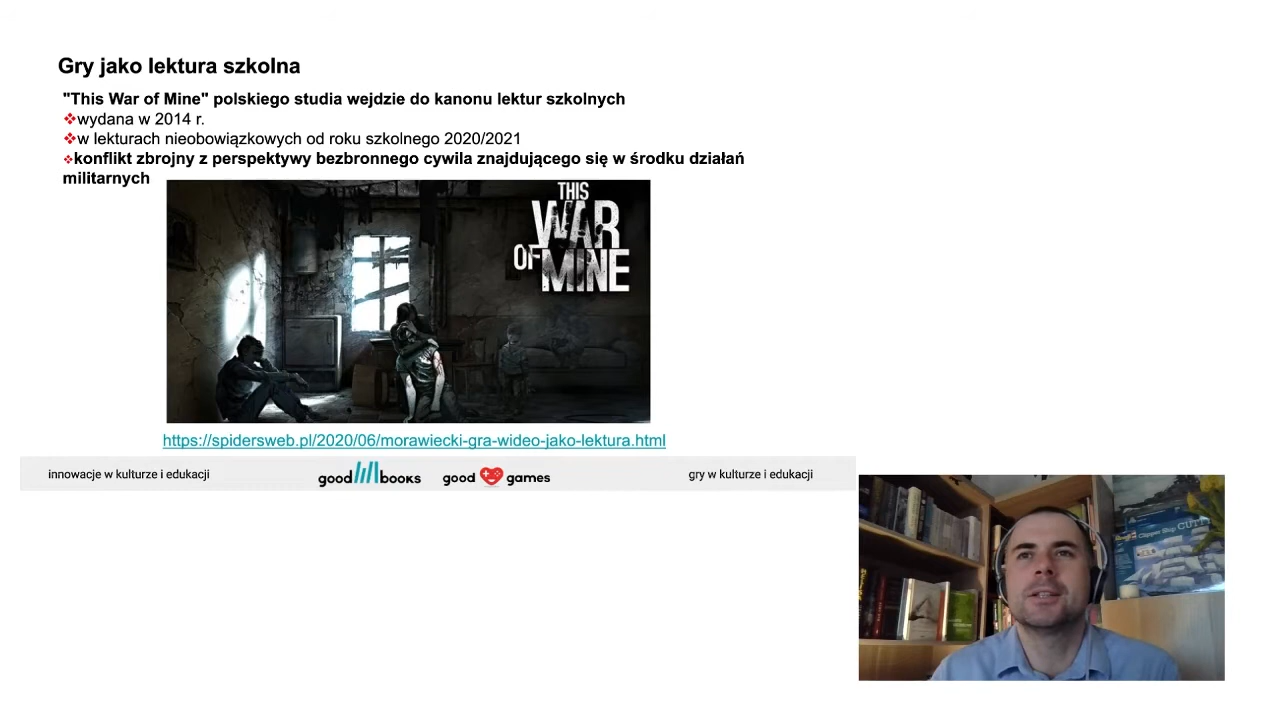 Gry jako lektura szkolna
"This War of Mine" polskiego studia wejdzie do kanonu lektur szkolnych
❖wydana w 2014 r.
❖w lekturach nieobowiązkowych od roku szkolnego 2020/2021
❖konflikt zbrojny z perspektywy bezbronnego cywila znajdującego się w środku działań
militarnych
THIS
WAR
OF MINE
https://spidersweb.pl/2020/06/morawiecki-gra-wideo-jako-lektura.html
innowacje w kulturze i edukacji
good books
good games
gry w kulturze i edukacji
Clipper Ship CUTTY